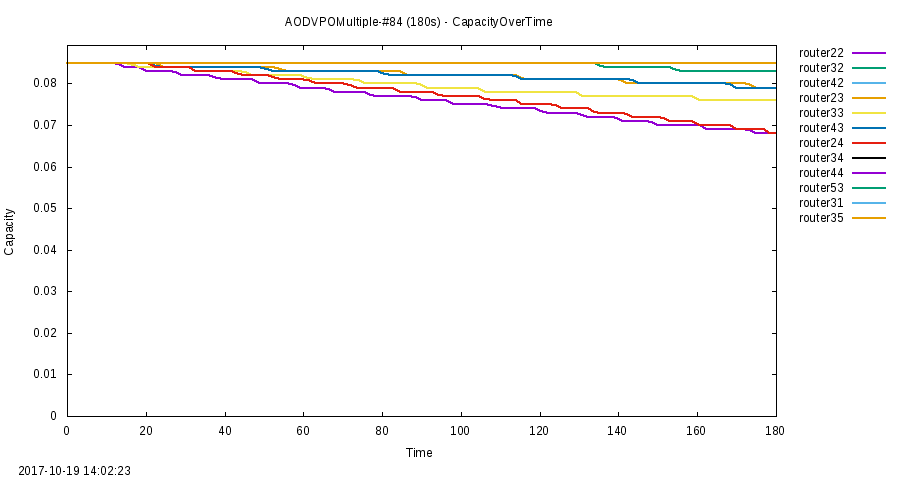 AODVPOMultiple-#84 (180s) - CapacityOverTime
router22
router32
router42
router23
router33
router43
router24
router34
router44
router53
router31
router35
0.08
0.07
0.06
0.05
0.04
0.03
0.02
0.01
0
Capacity
0 20 40 60 80 100 120 140 160 180
Time
2017-10-19 14:02:23